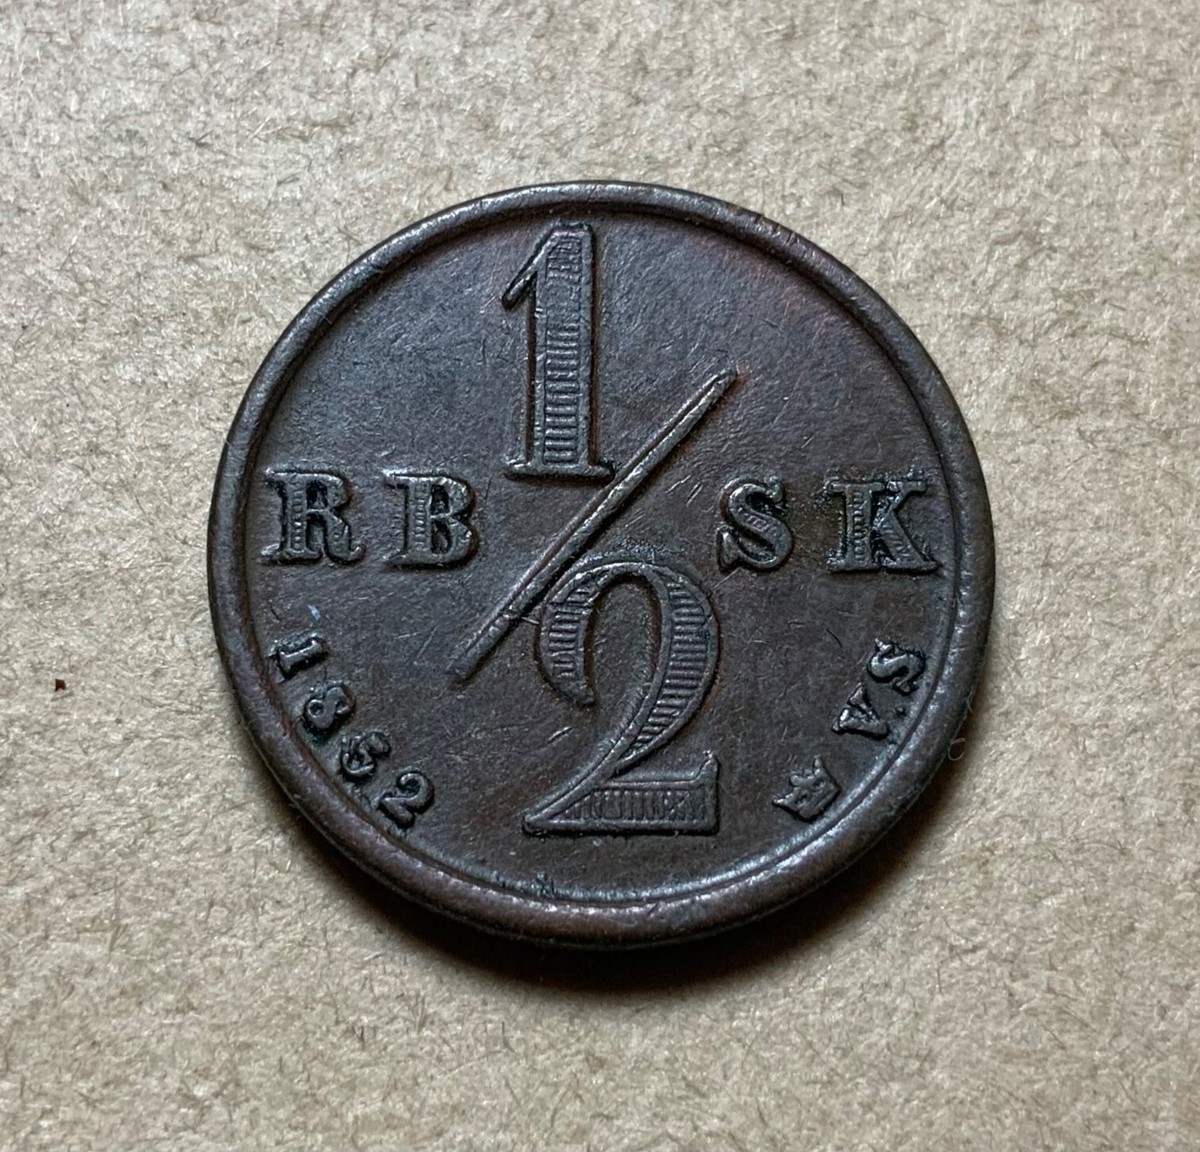 1/2
RB SK
1852 V.S